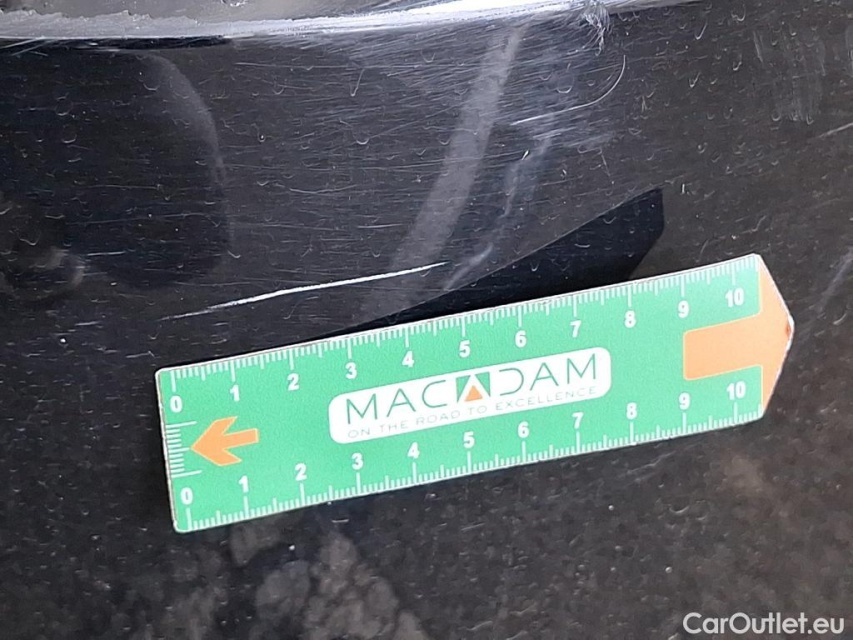 0 1 2 3 4 5 6 7 8 9 10
MACADAM
ON THE ROAD TO EXCELLENCE
0 1 2 3 4 5 6 7 8 9 10
CarOutlet.eu